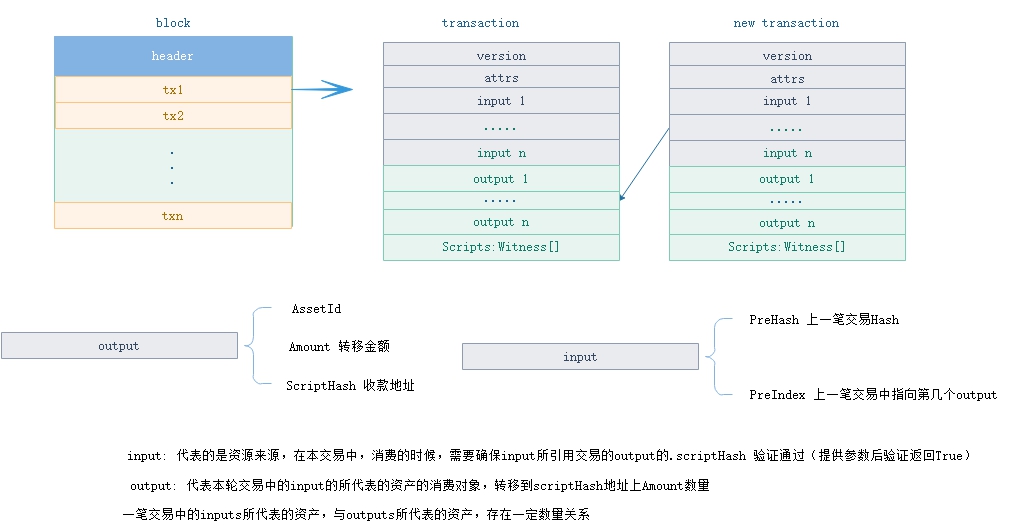 block
header
tx1
tx2
.
.
.
txn
transaction
version
attrs
input 1
.....
input n
output 1
.....
output n
Scripts:Witness[]
new transaction
version
attrs
input 1
.....
input n
output 1
.....
output n
Scripts:Witness[]
output
AssetId
Amount 转移金额
ScriptHash 收款地址
input
PreHash 上一笔交易Hash
PreIndex 上一笔交易中指向第几个output
input: 代表的是资源来源，在本交易中，消费的时候，需要确保input所引用交易的output的.scriptHash 验证通过（提供参数后验证返回True）
output: 代表本轮交易中的input的所代表的资产的消费对象，转移到scriptHash地址上Amount数量
一笔交易中的inputs所代表的资产，与outputs所代表的资产，存在一定数量关系